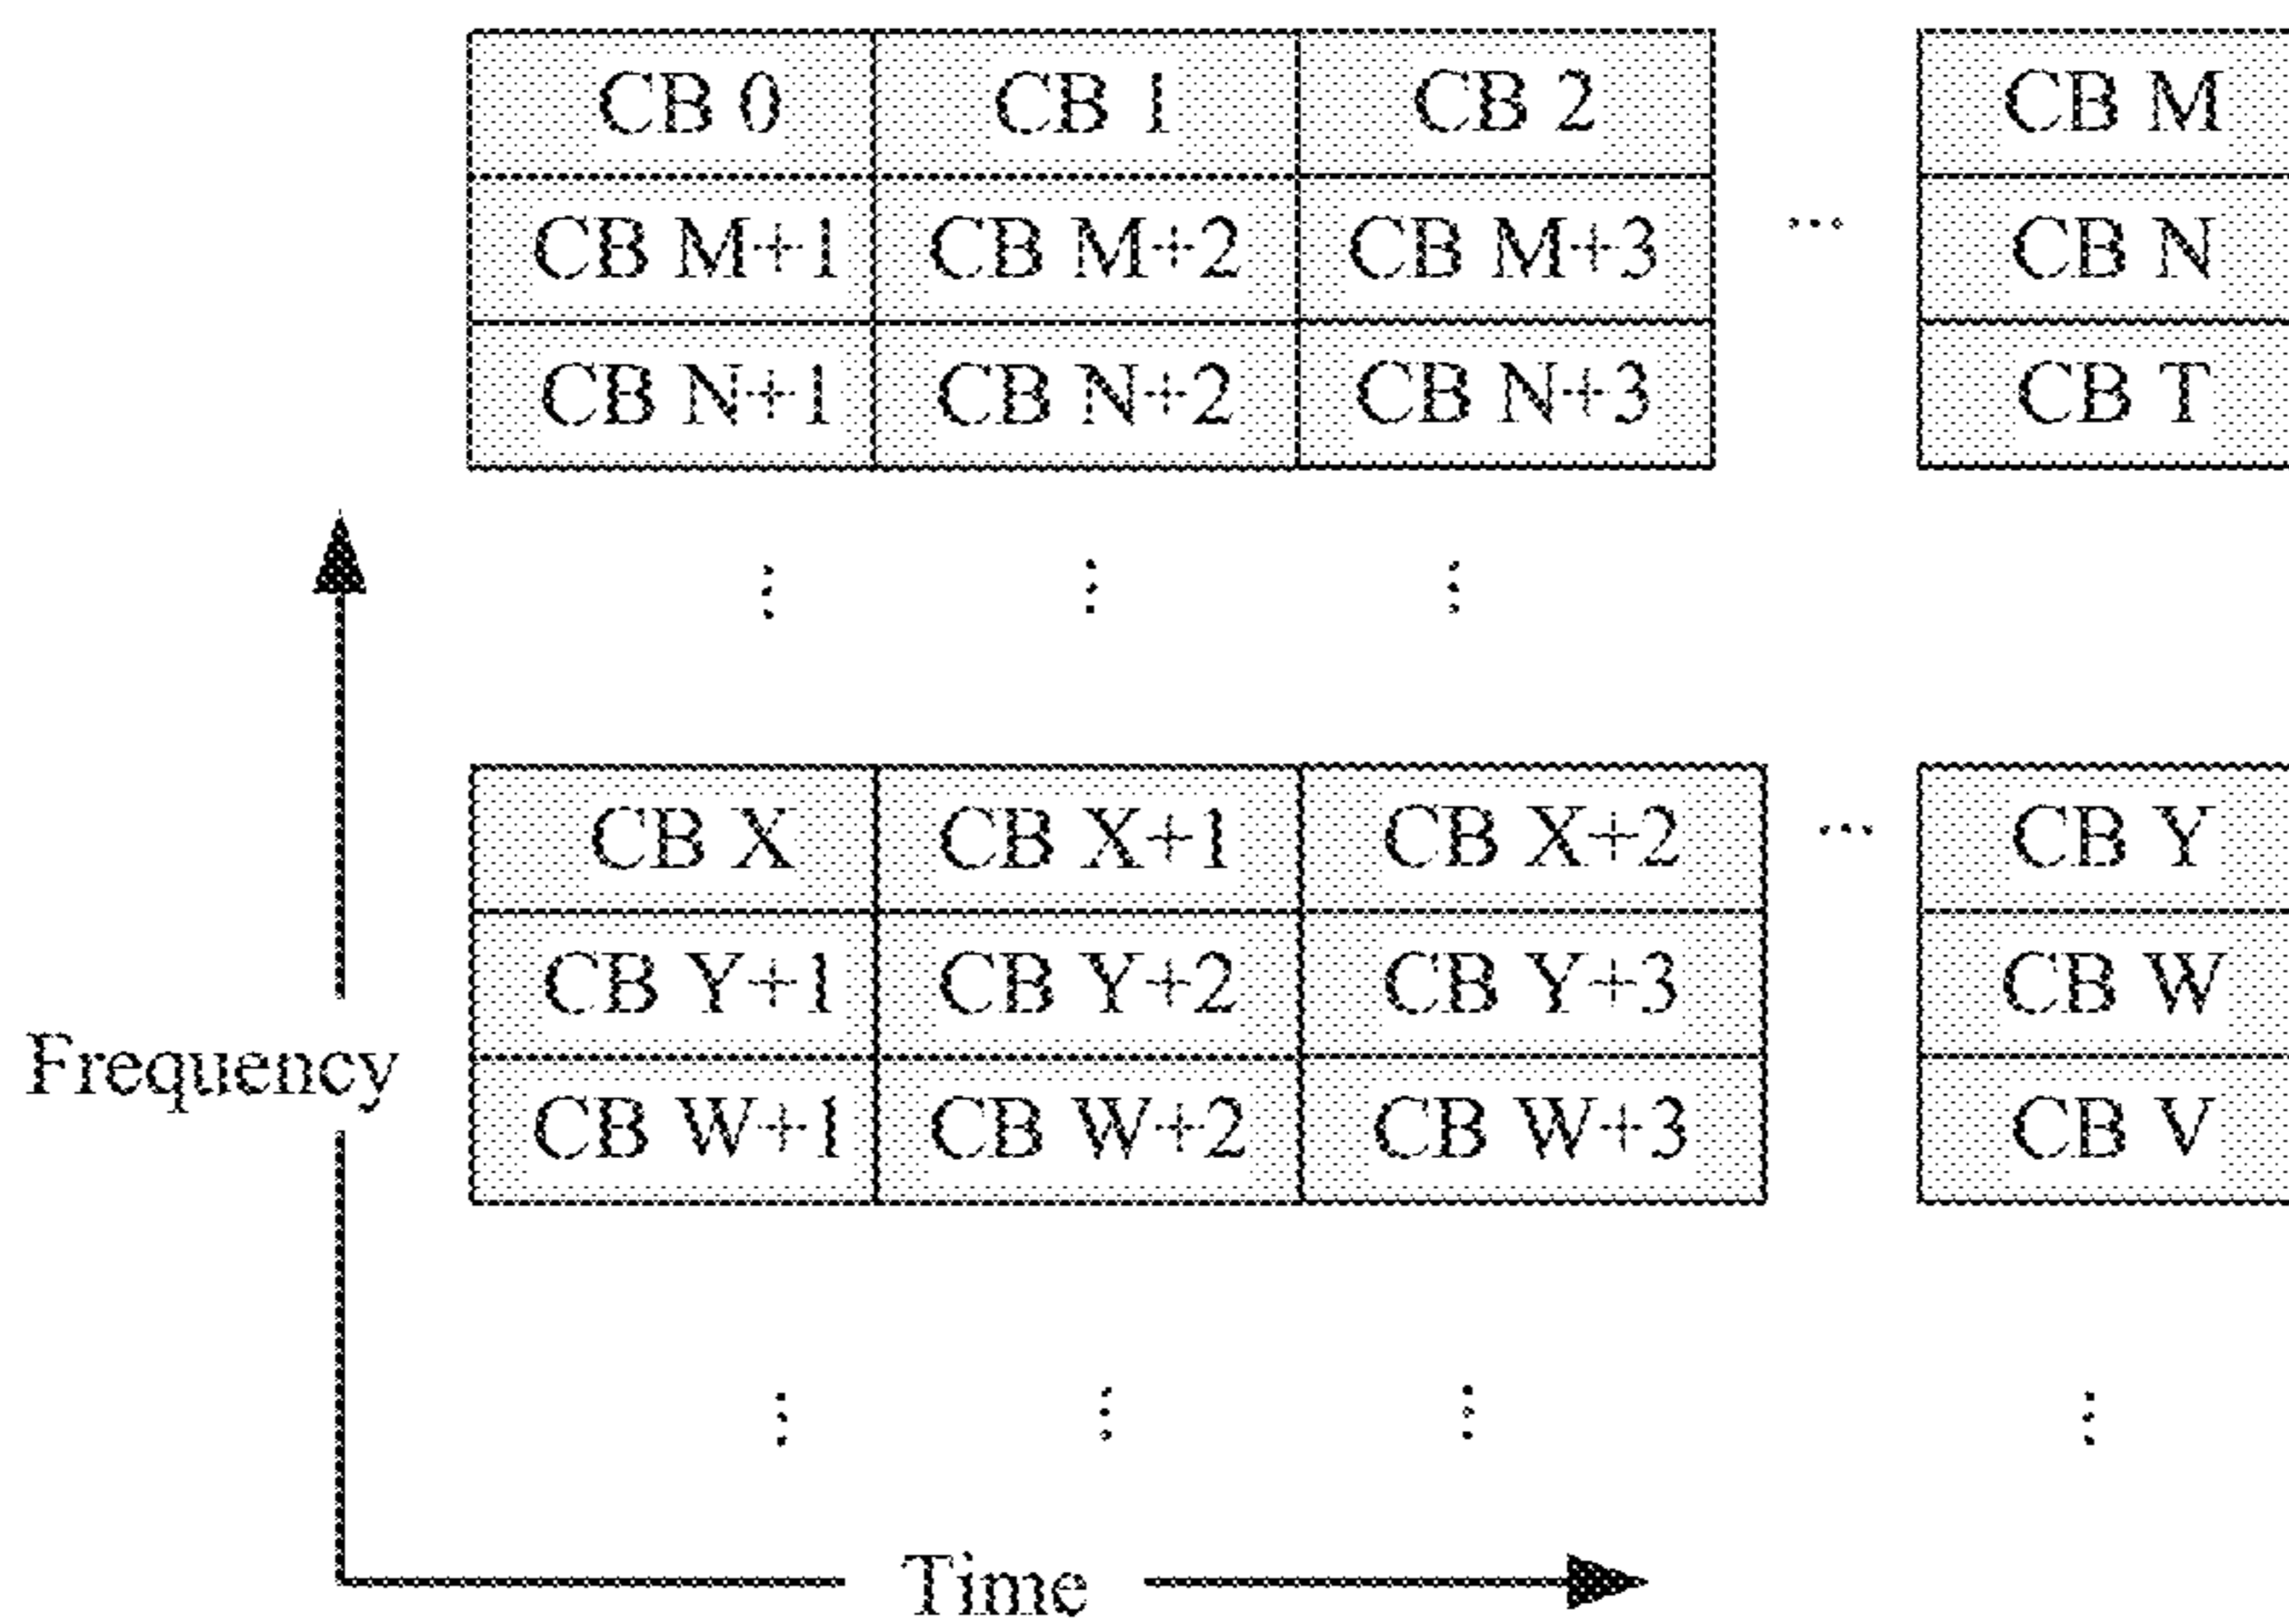 CB 0 CB 1 CB 2 CB M
CB M+1 CB M+2 CB M+3 ... CB N
CB N+1 CB N+2 CB N+3 CB T
CB X CB X+1 CB X+2 ... CB Y
CB Y+1 CB Y+2 CB Y+3 CB W
CB W+1 CB W+2 CB W+3 CB V
Frequency
Time